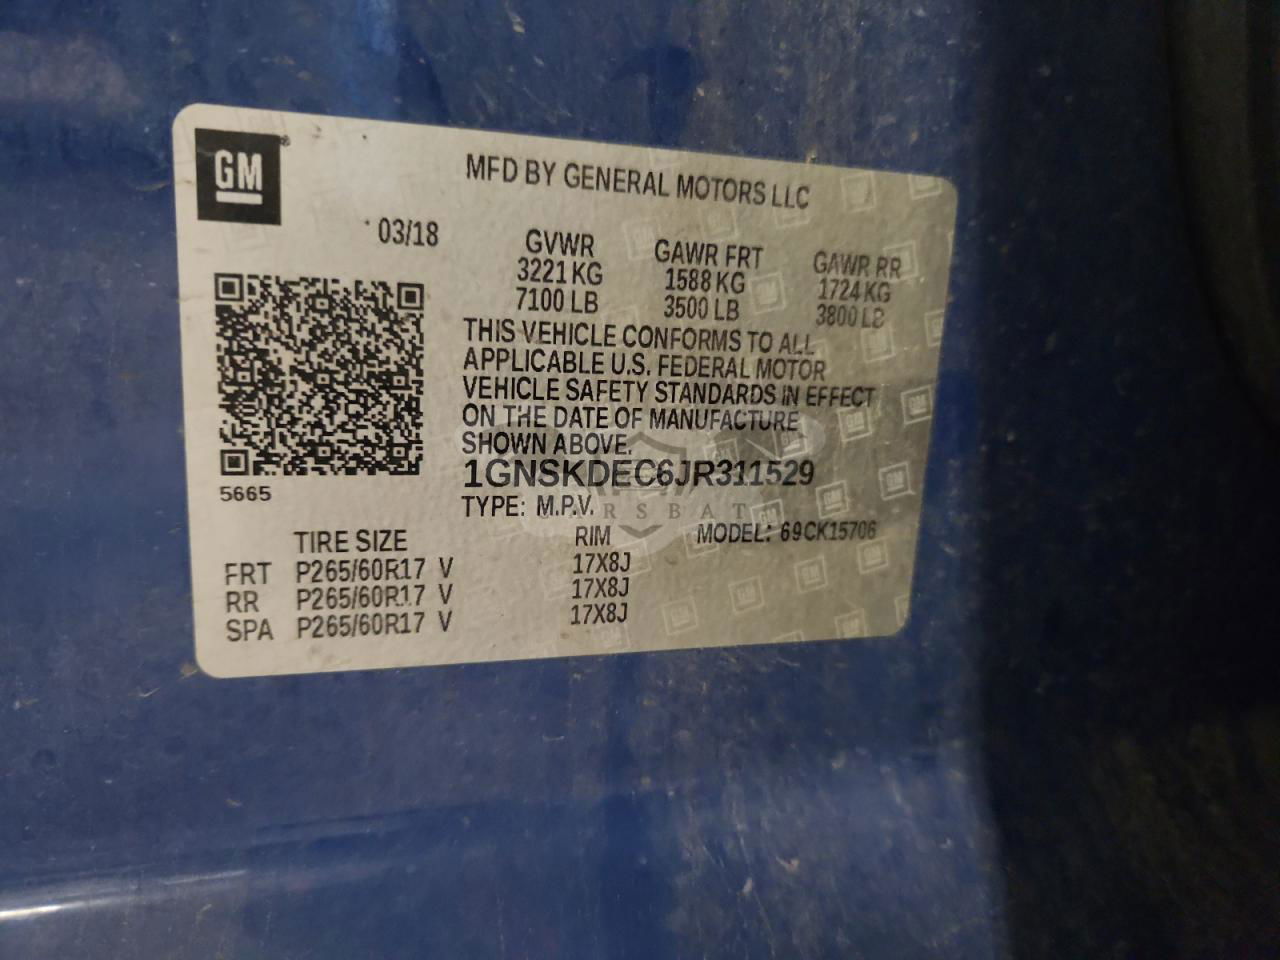 GM
MFD BY GENERAL MOTORS LLC
03/18
GVWR GAWR FRT GAWR RR
3221 KG 1588 KG 1724 KG
7100 LB 3500 LB 3800 LB
THIS VEHICLE CONFORMS TO ALL
APPLICABLE U.S. FEDERAL MOTOR
VEHICLE SAFETY STANDARDS IN EFFECT
ON THE DATE OF MANUFACTURE
SHOWN ABOVE.
1GNSKDEC6JR311529
5665
TYPE: M.P.V.
CARSBAT
TIRE SIZE RIM MODEL: 69CK15706
FRT P265/60R17 V 17X8J
RR P265/60R17 V 17X8J
SPA P265/60R17 V 17X8J